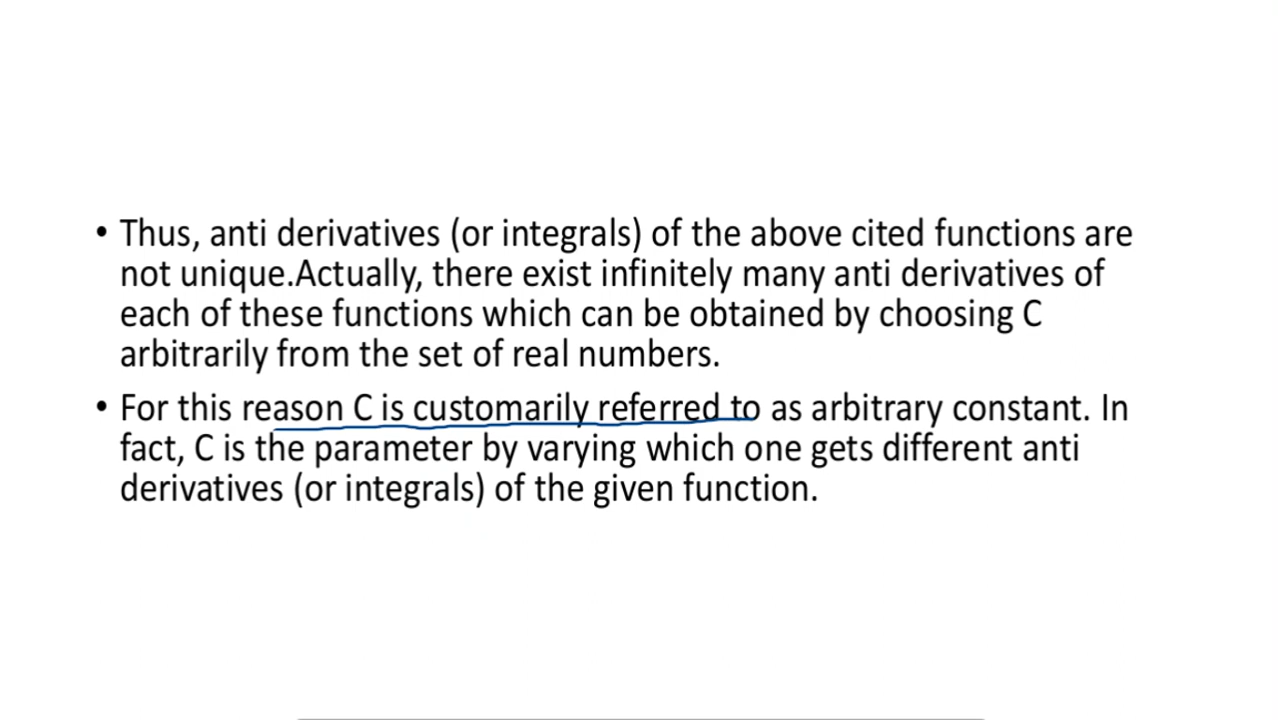 • Thus, anti derivatives (or integrals) of the above cited functions are
not unique.Actually, there exist infinitely many anti derivatives of
each of these functions which can be obtained by choosing C
arbitrarily from the set of real numbers.
• For this reason C is customarily referred to as arbitrary constant. In
fact, C is the parameter by varying which one gets different anti
derivatives (or integrals) of the given function.